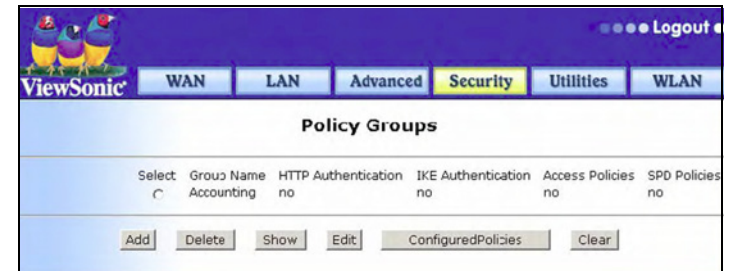 Logout
ViewSonic
WAN LAN Advanced Security Utilities WLAN
Policy Groups
Select Group Name HTTP Authentication IKE Authentication Access Policies SPD Policies
Accounting no no no no
Add Delete Show Edit ConfiguredPolicies Clear